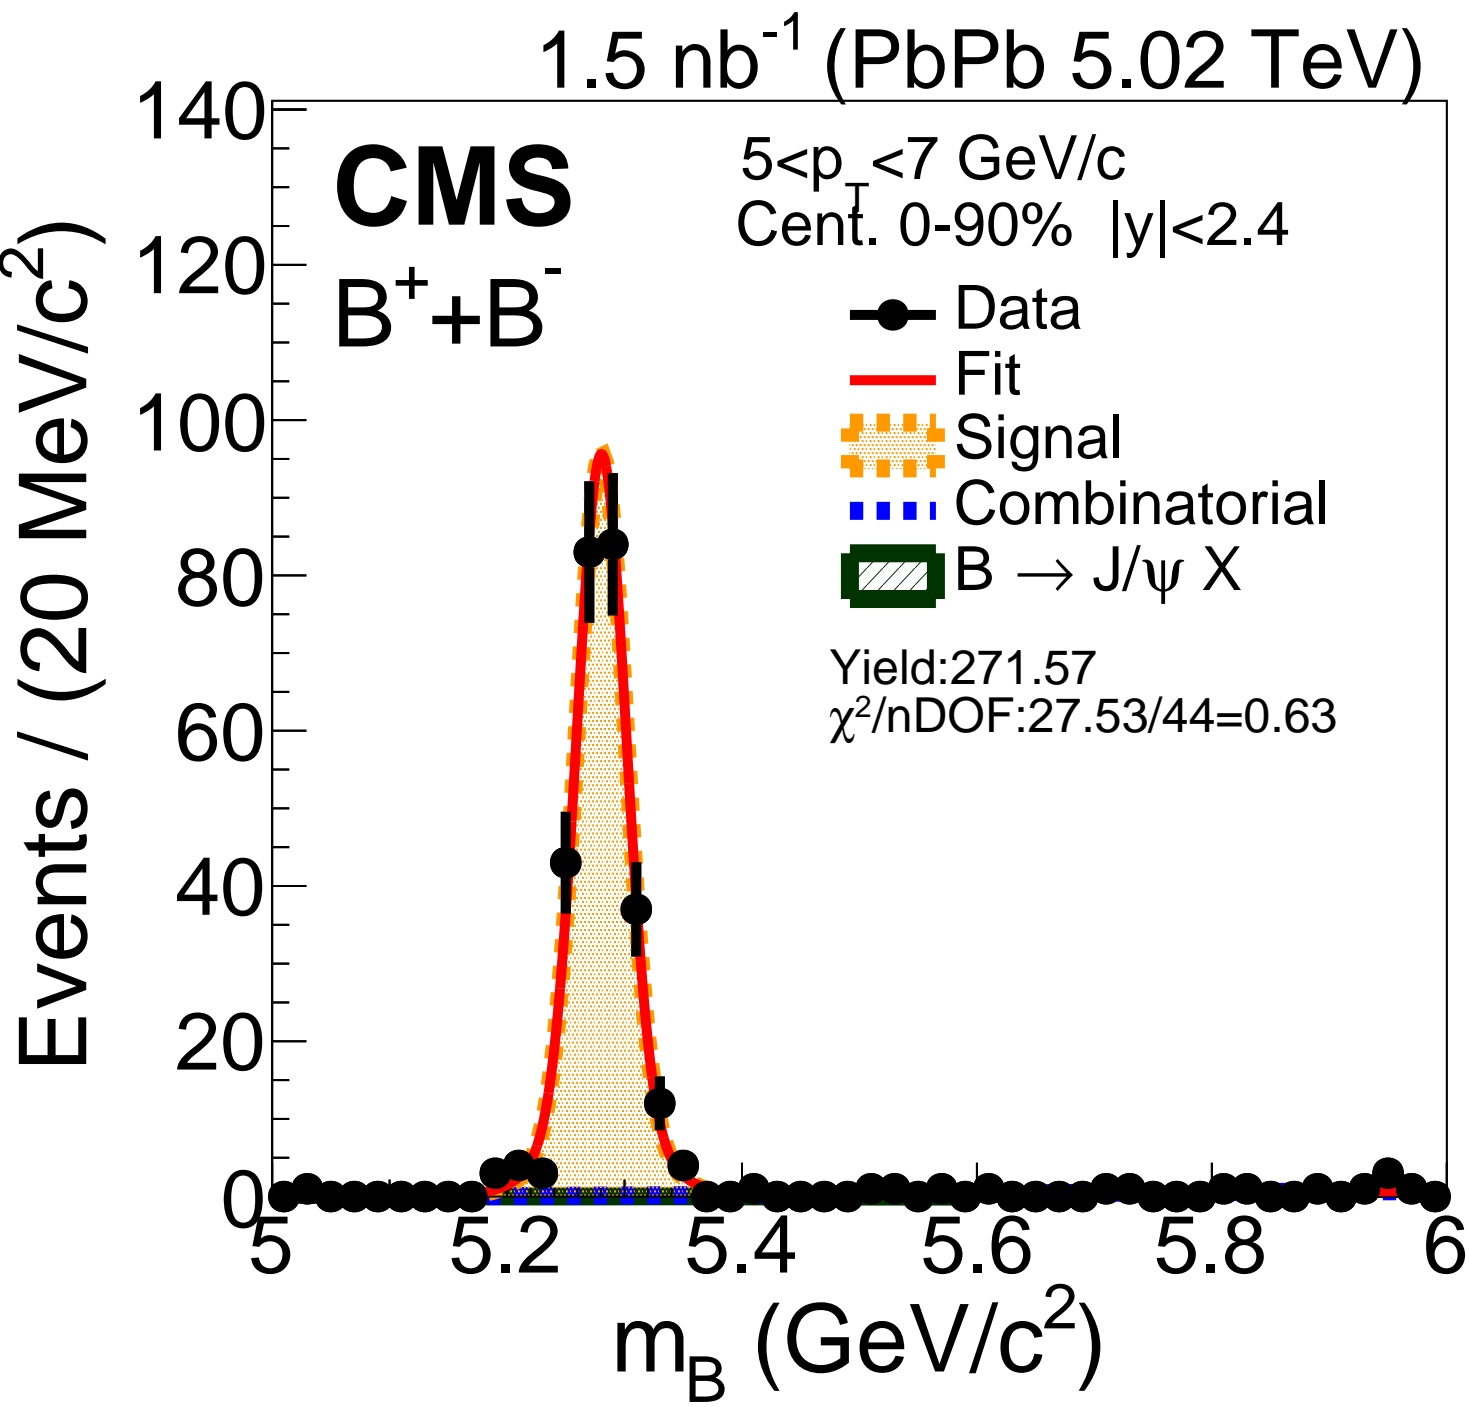 1.5 nb⁻¹ (PbPb 5.02 TeV)
CMS
B⁺+B⁻
5<p_T<7 GeV/c
Cent. 0-90% |y|<2.4
Data
Fit
Signal
Combinatorial
B → J/ψ X
Yield:271.57
χ²/nDOF:27.53/44=0.63
Events / (20 MeV/c²)
140
120
100
80
60
40
20
0
5 5.2 5.4 5.6 5.8 6
m_B (GeV/c²)